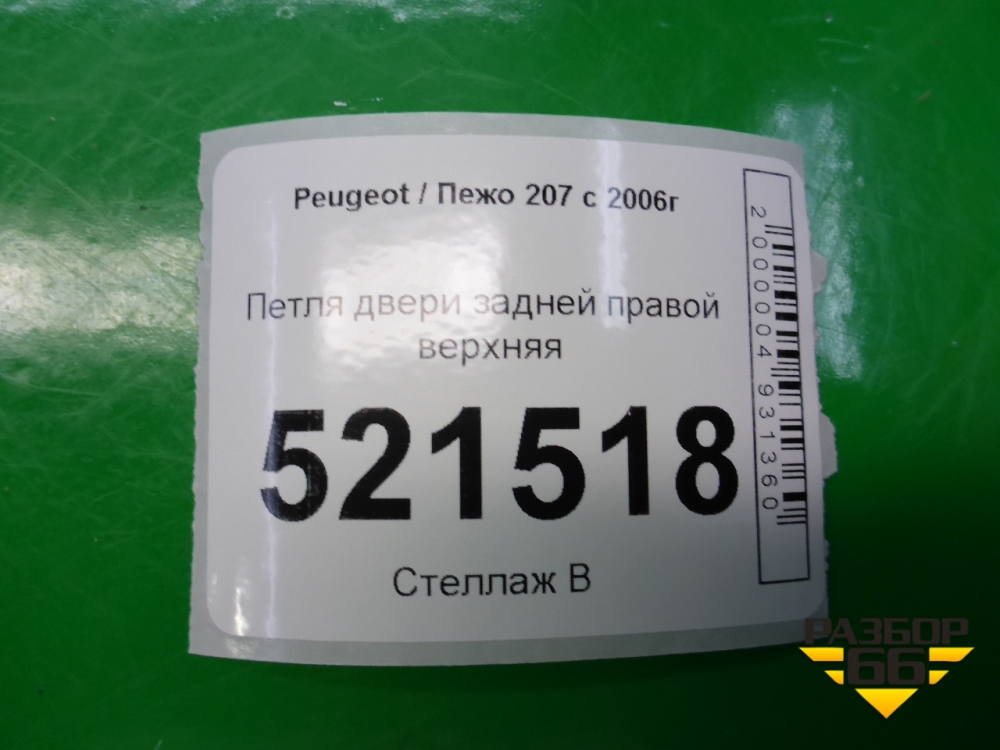 Peugeot / Пежо 207 с 2006г
Петля двери задней правой
верхняя
521518
Стеллаж В
2000004931360
РАЗБОР
66